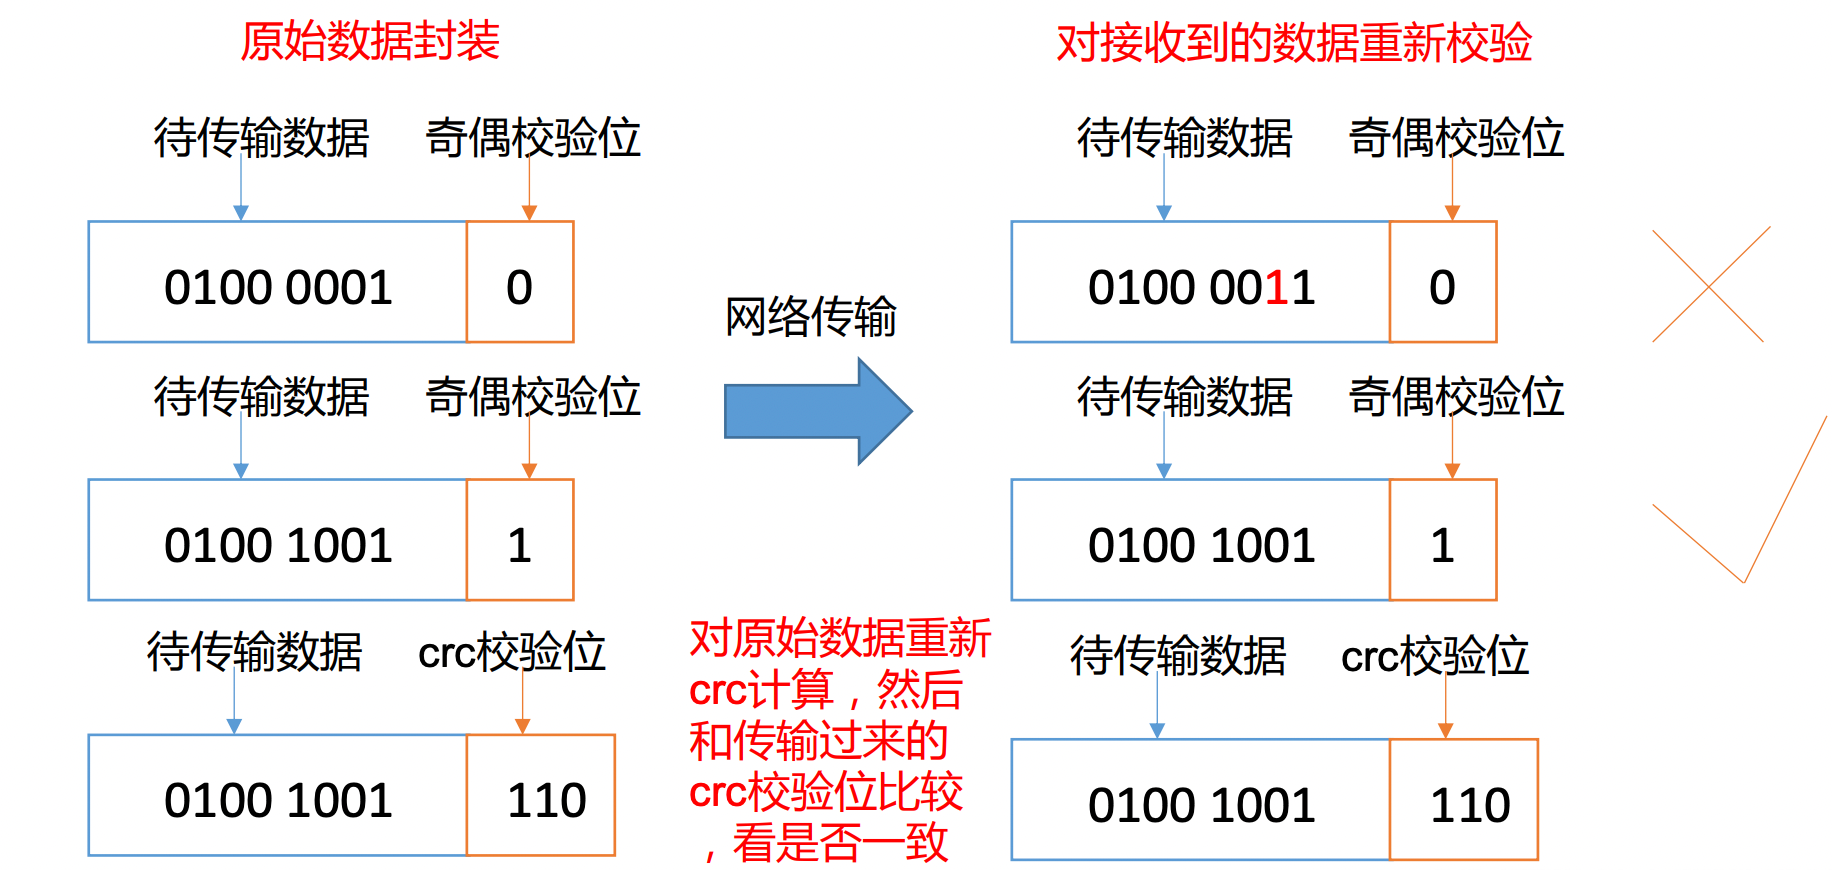 原始数据封装
对接收到的数据重新校验
待传输数据
奇偶校验位
待传输数据
奇偶校验位
0100 0001
0
0100 0011
0
网络传输
待传输数据
奇偶校验位
待传输数据
奇偶校验位
0100 1001
1
0100 1001
1
对原始数据重新
crc计算，然后
和传输过来的
crc校验位比较
，看是否一致
待传输数据
crc校验位
待传输数据
crc校验位
0100 1001
110
0100 1001
110